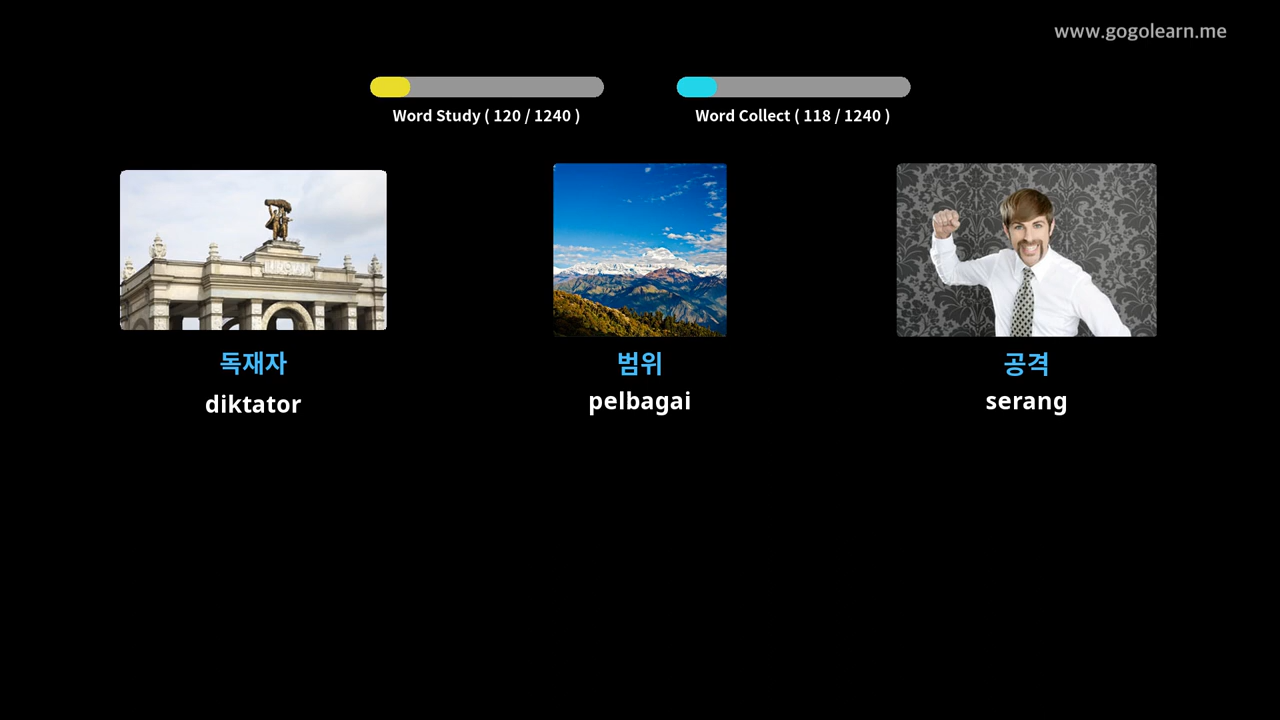 www.gogolearn.me
Word Study ( 120 / 1240 )
Word Collect ( 118 / 1240 )
독재자
범위
공격
diktator
pelbagai
serang